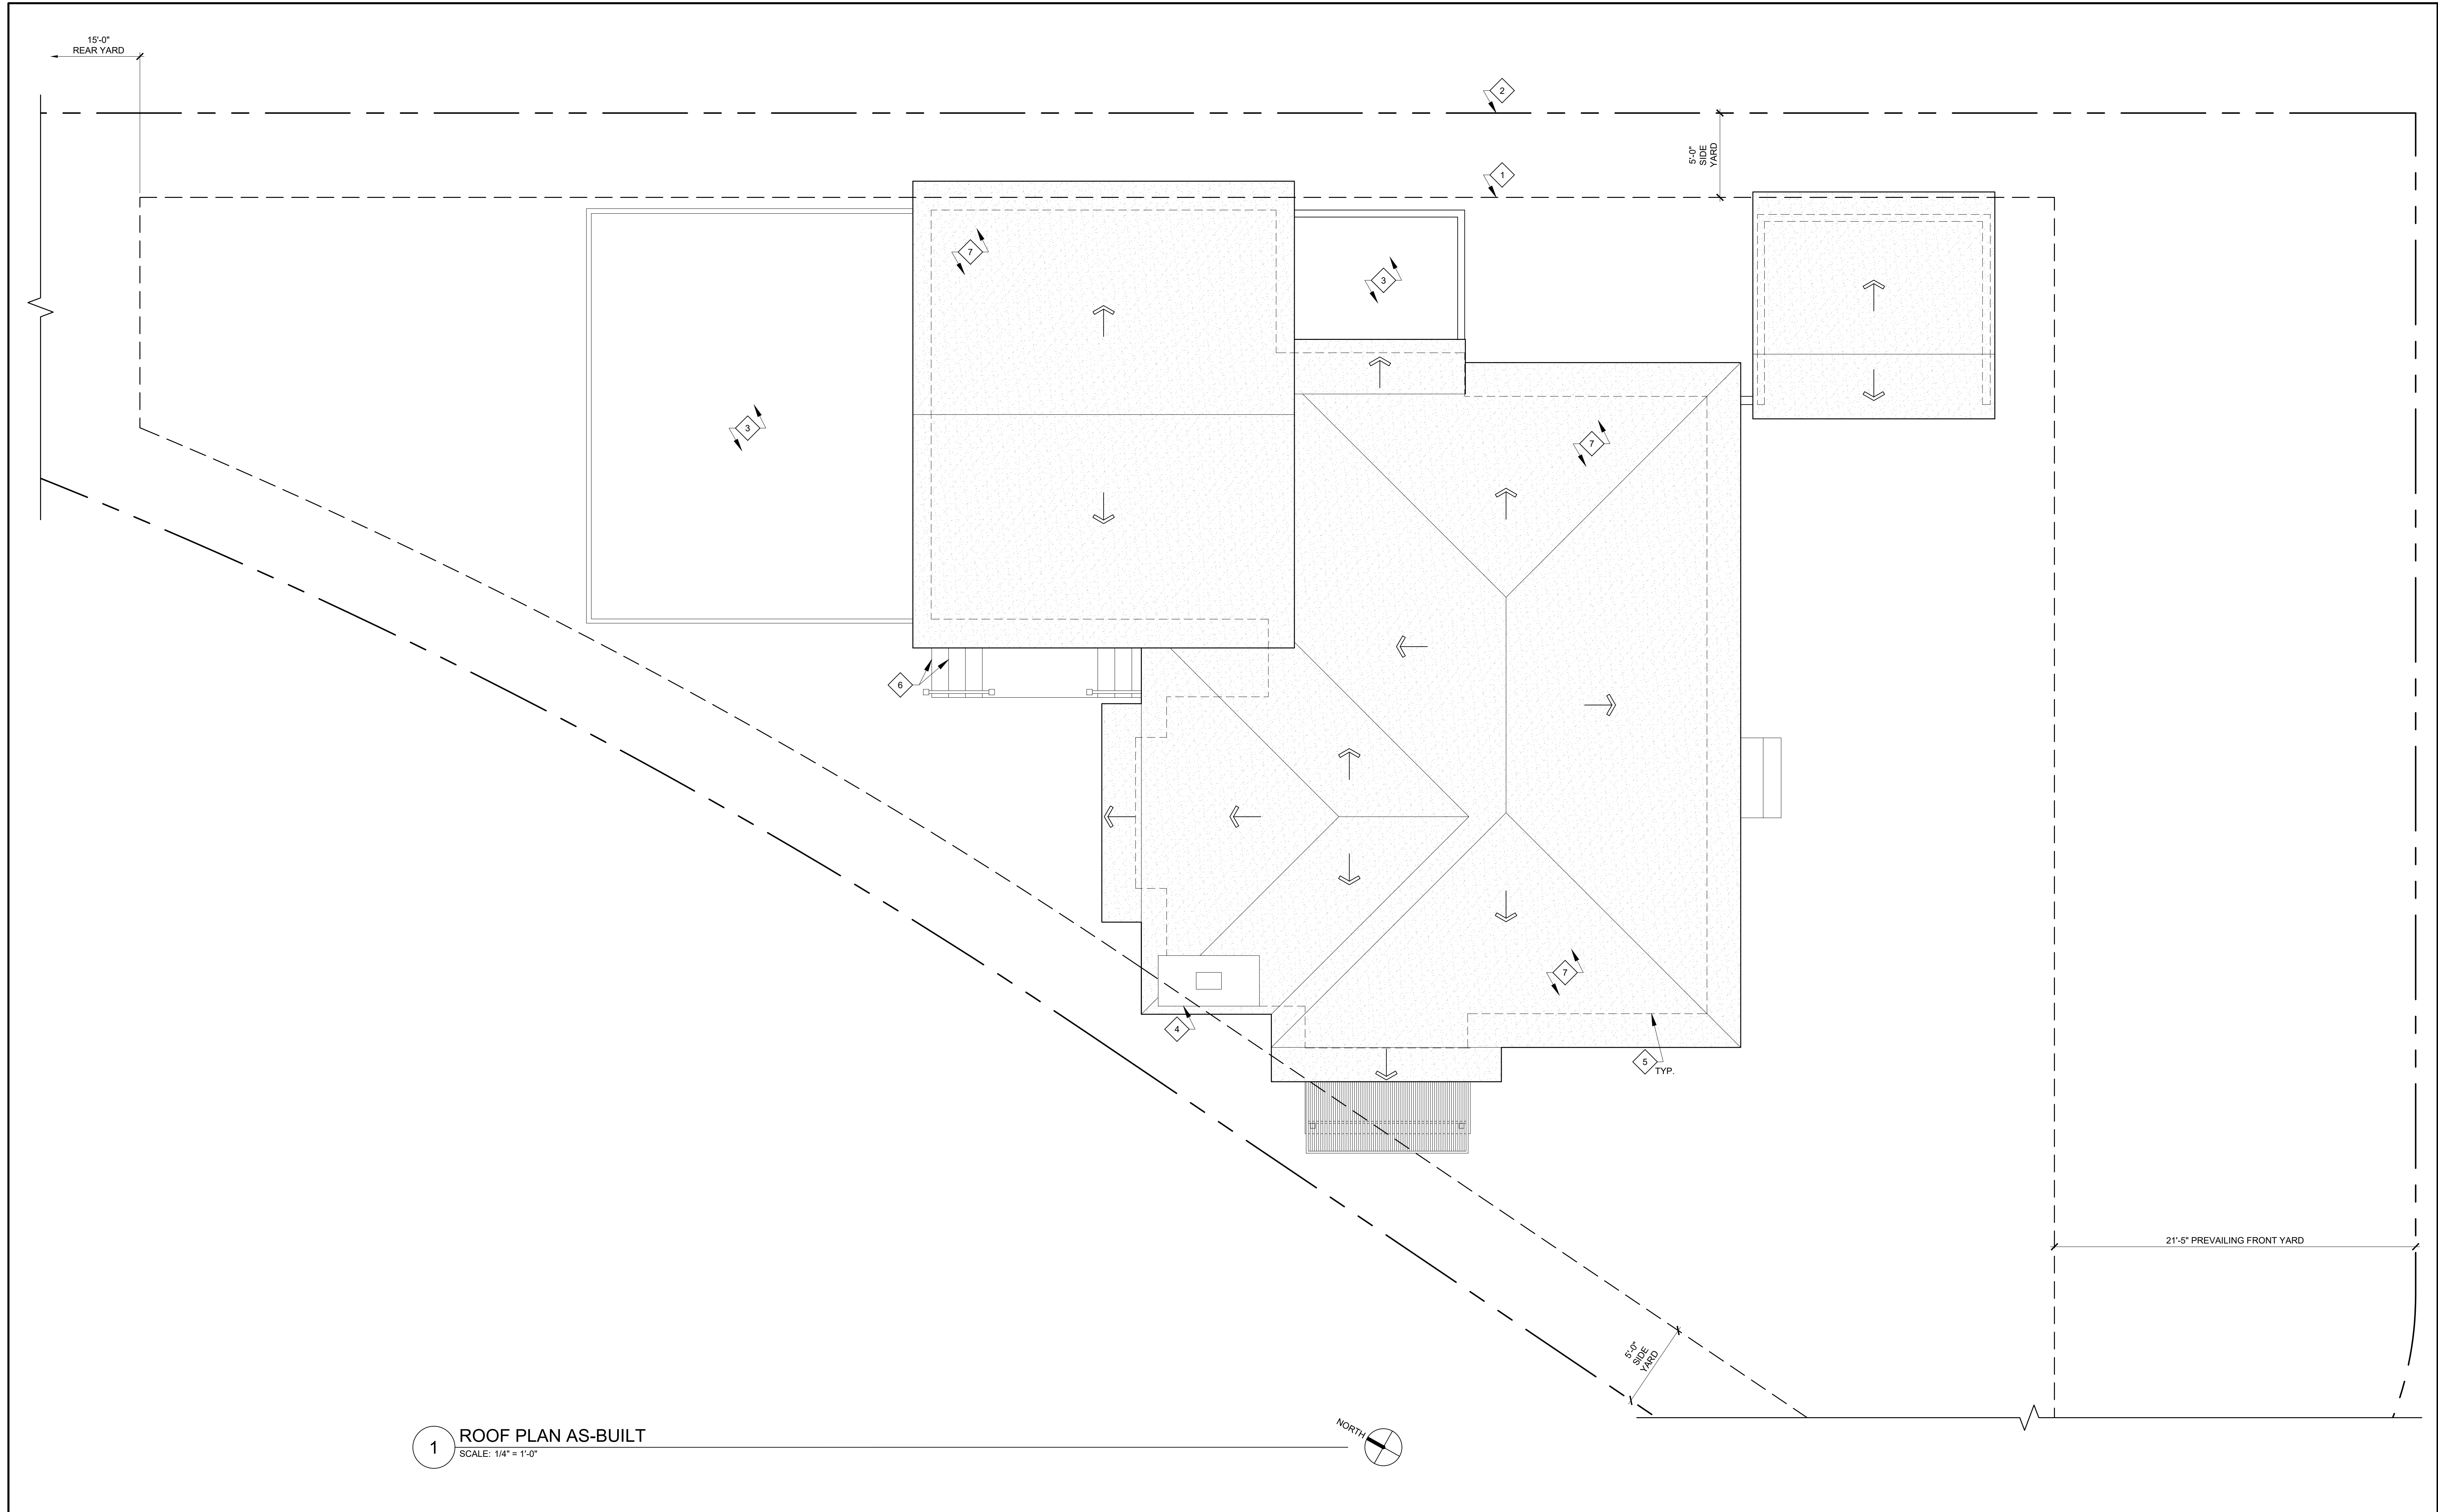 15'-0"
REAR YARD
2
5'-0"
SIDE
YARD
1
7
3
3
7
6
7
4
5
TYP.
21'-5" PREVAILING FRONT YARD
5'-0"
SIDE
YARD
1
ROOF PLAN AS-BUILT
SCALE: 1/4" = 1'-0"
NORTH